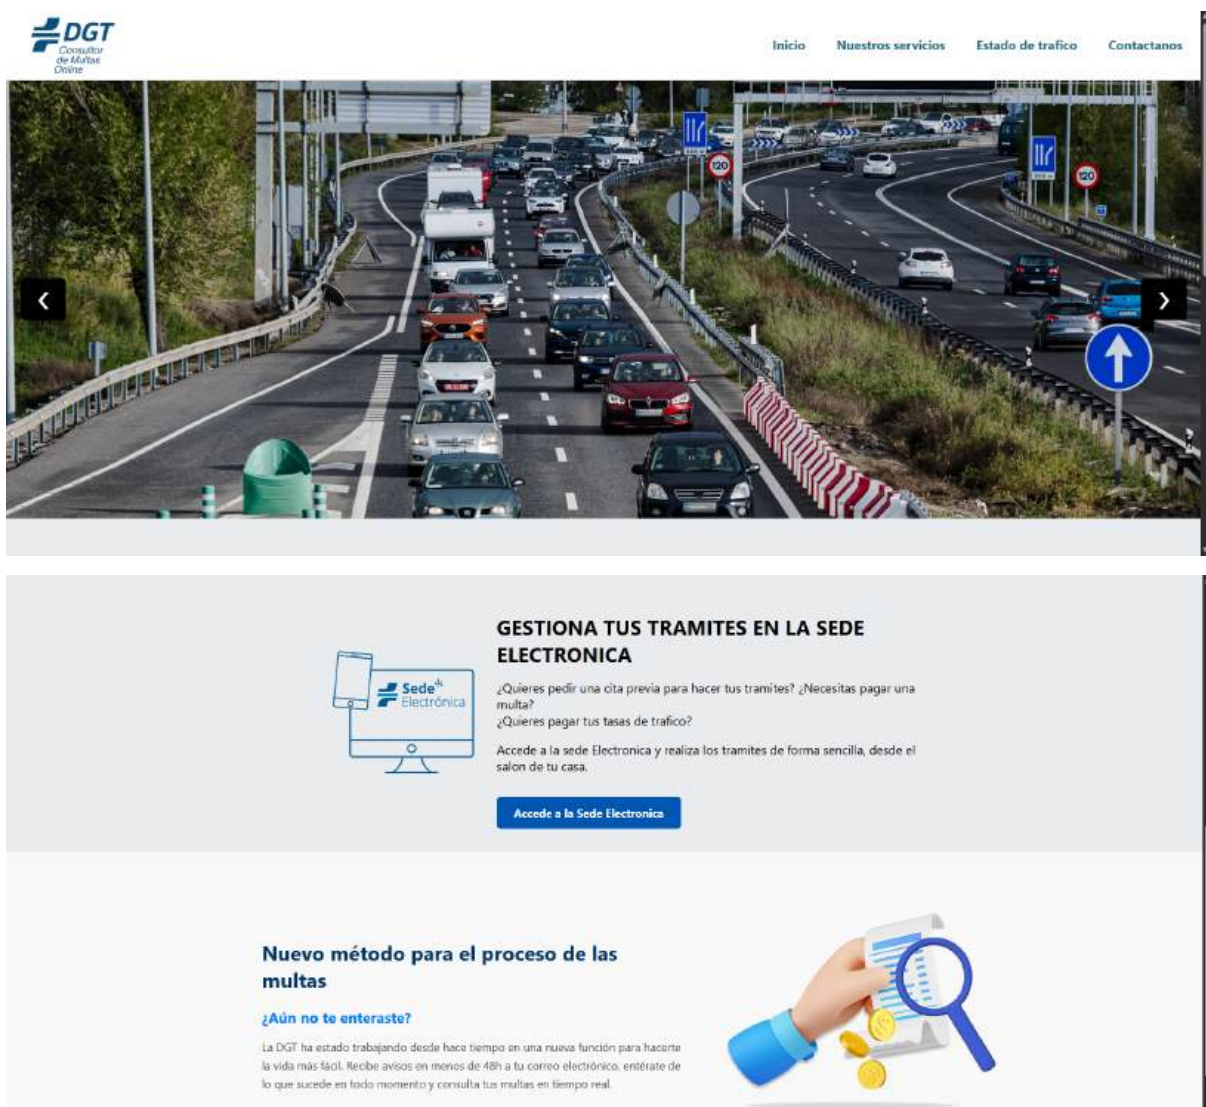 DGT
Consultor
de Multas
Online
Inicio Nuestros servicios Estado de trafico Contactanos
120
120
GESTIONA TUS TRAMITES EN LA SEDE
ELECTRONICA
Sede
Electrónica
¿Quieres pedir una cita previa para hacer tus tramites? ¿Necesitas pagar una
multa?
¿Quieres pagar tus tasas de trafico?
Accede a la sede Electronica y realiza los tramites de forma sencilla, desde el
salon de tu casa.
Accede a la Sede Electronica
Nuevo método para el proceso de las
multas
¿Aún no te enteraste?
La DGT ha estado trabajando desde hace tiempo en una nueva función para hacerte
la vida más fácil. Recibe avisos en menos de 48h a tu correo electrónico, entérate de
lo que sucede en todo momento y consulta tus multas en tiempo real.